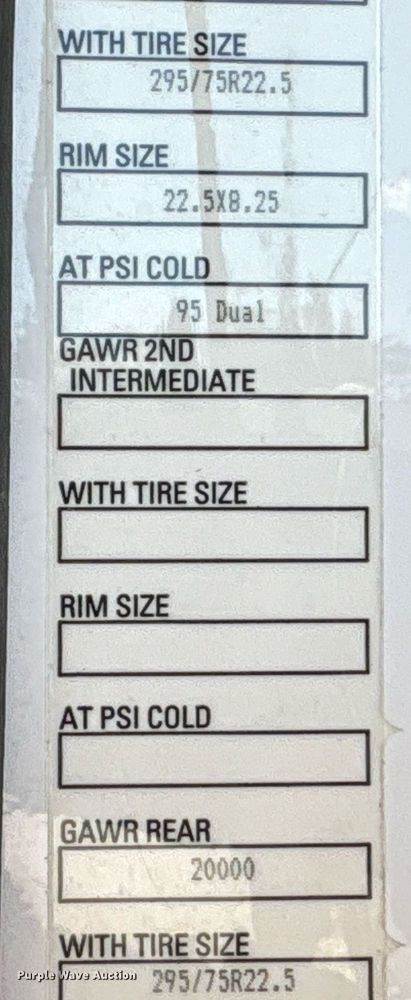 WITH TIRE SIZE
295/75R22.5
RIM SIZE
22.5X8.25
AT PSI COLD
95 Dual
GAWR 2ND
INTERMEDIATE
WITH TIRE SIZE
RIM SIZE
AT PSI COLD
GAWR REAR
20000
WITH TIRE SIZE
295/75R22.5
Purple Wave Auction